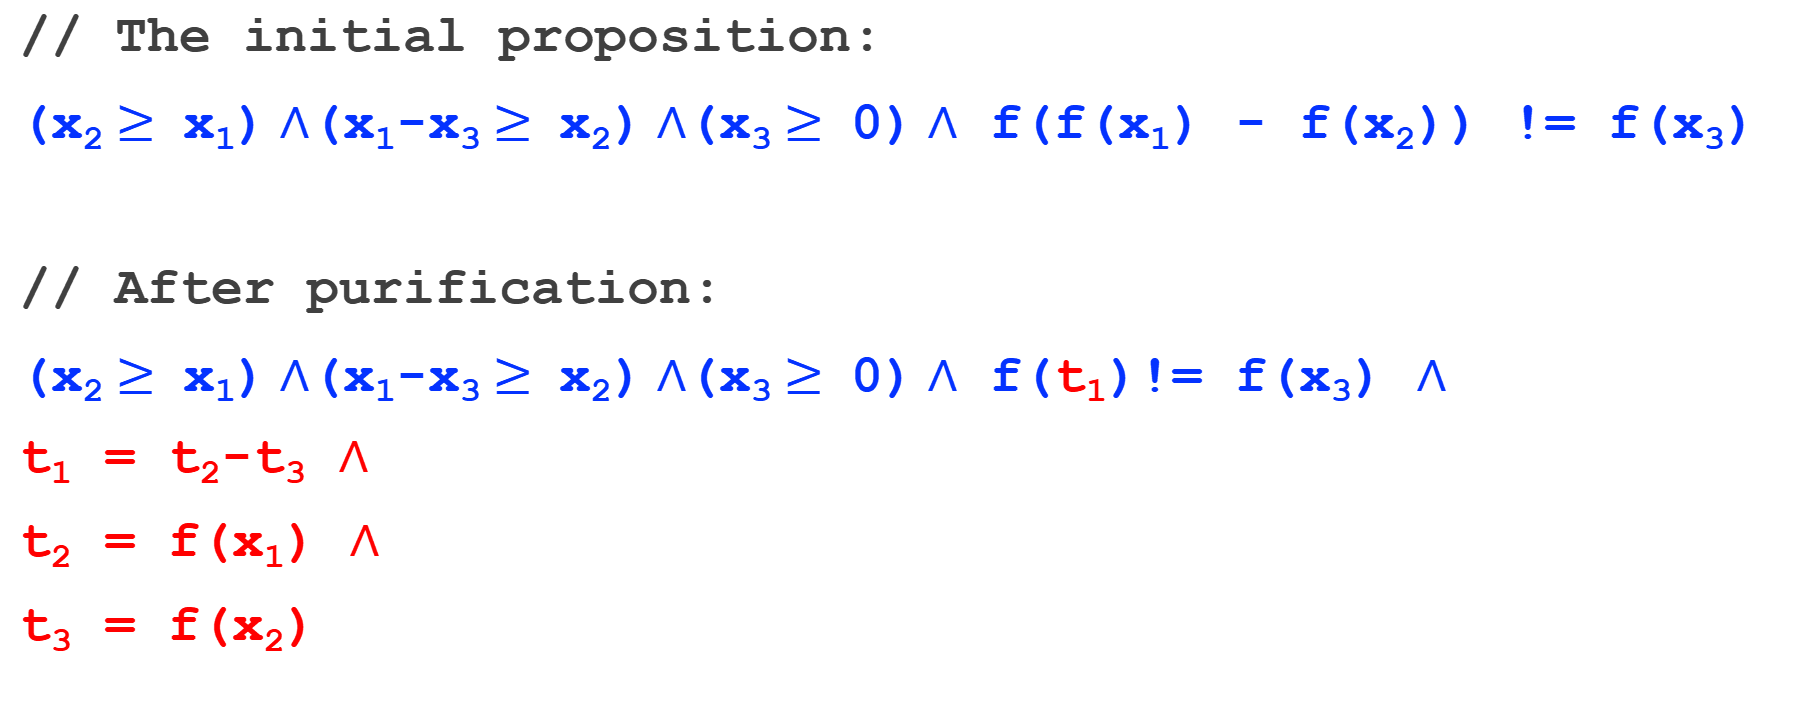 // The initial proposition:
(x₂ ≥ x₁) ∧(x₁-x₃ ≥ x₂) ∧(x₃ ≥ 0) ∧ f(f(x₁) - f(x₂)) != f(x₃)
// After purification:
(x₂ ≥ x₁) ∧(x₁-x₃ ≥ x₂) ∧(x₃ ≥ 0) ∧ f(t₁)!= f(x₃) ∧
t₁ = t₂-t₃ ∧
t₂ = f(x₁) ∧
t₃ = f(x₂)